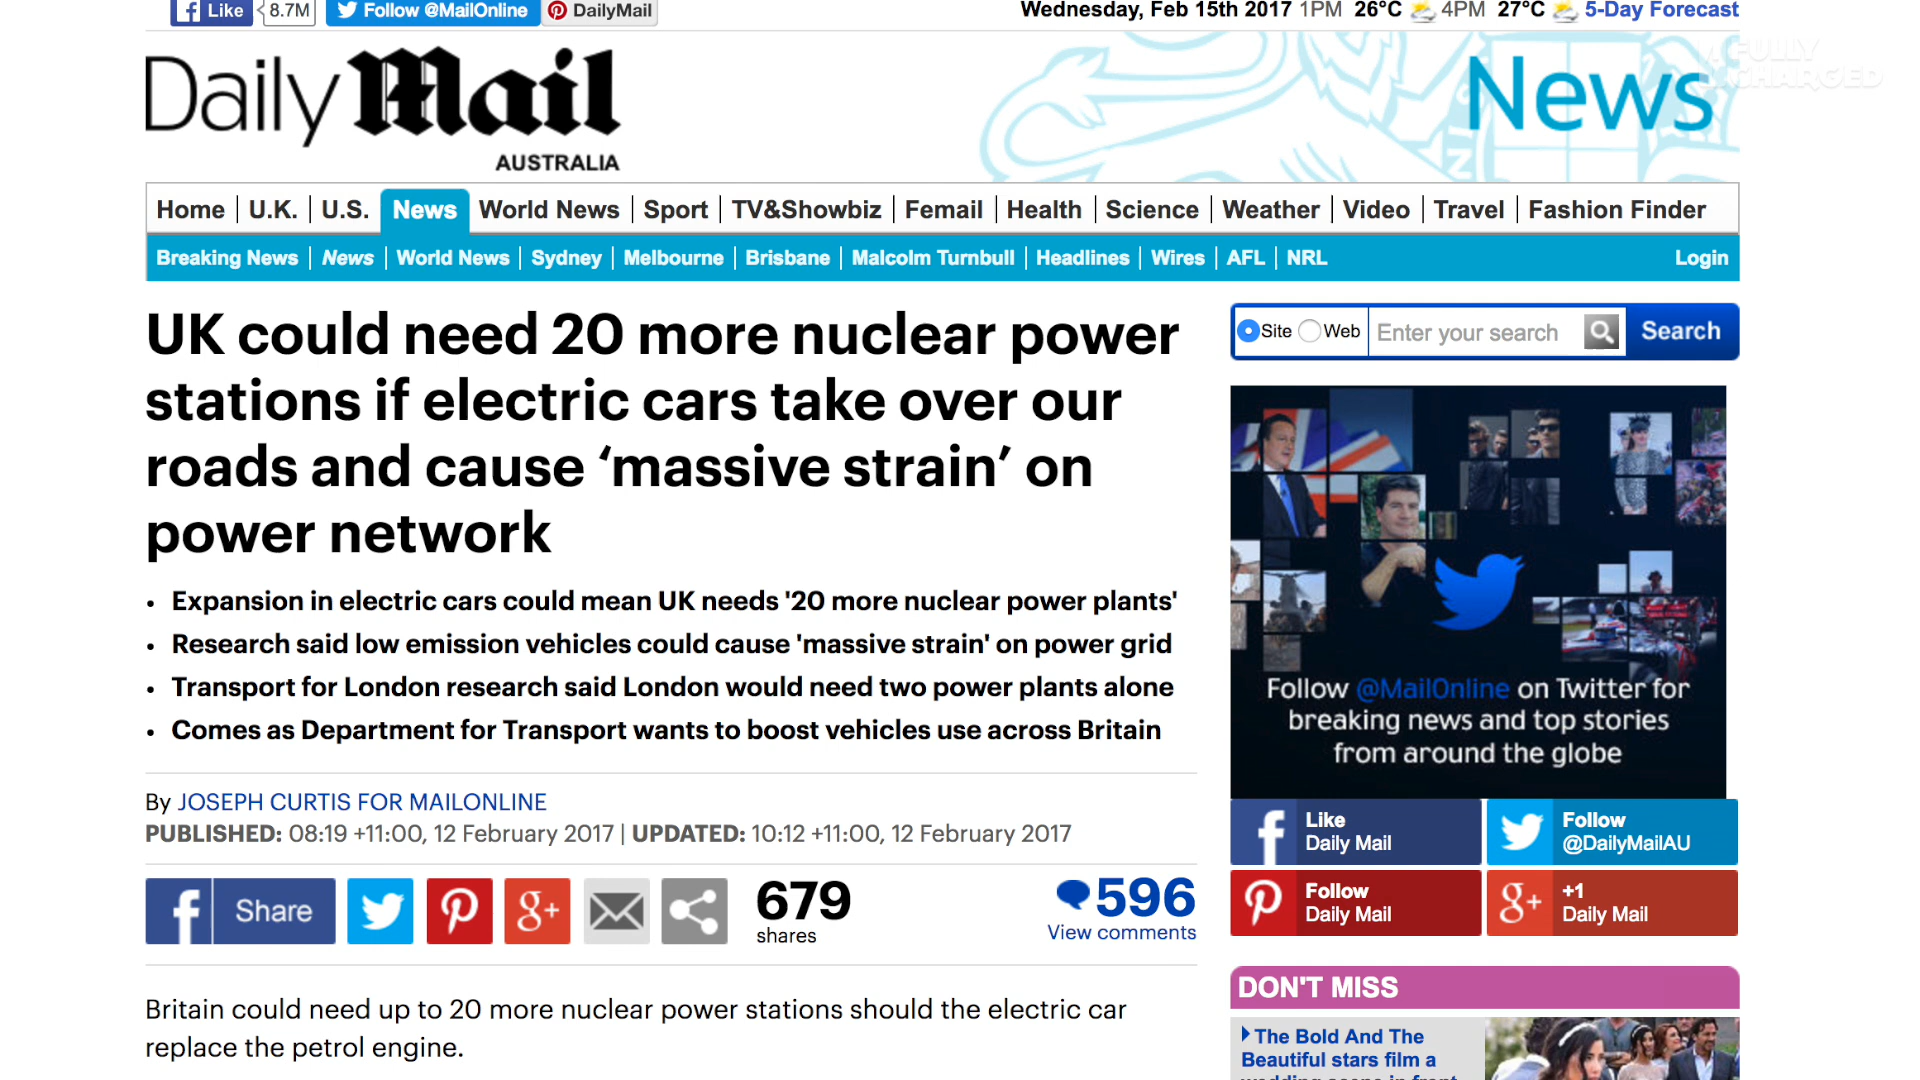 Like
8.7M
Follow @MailOnline
DailyMail
Wednesday, Feb 15th 2017 1PM 26°C 4PM 27°C 5-Day Forecast
Daily Mail
AUSTRALIA
News
FULLY
CHARGED
Home U.K. U.S. News World News Sport TV&Showbiz Femail Health Science Weather Video Travel Fashion Finder
Breaking News News World News Sydney Melbourne Brisbane Malcolm Turnbull Headlines Wires AFL NRL Login
UK could need 20 more nuclear power
stations if electric cars take over our
roads and cause ‘massive strain’ on
power network
• Expansion in electric cars could mean UK needs '20 more nuclear power plants'
• Research said low emission vehicles could cause 'massive strain' on power grid
• Transport for London research said London would need two power plants alone
• Comes as Department for Transport wants to boost vehicles use across Britain
By JOSEPH CURTIS FOR MAILONLINE
PUBLISHED: 08:19 +11:00, 12 February 2017 | UPDATED: 10:12 +11:00, 12 February 2017
Share
679
shares
596
View comments
Britain could need up to 20 more nuclear power stations should the electric car
replace the petrol engine.
Site Web Enter your search Search
Follow @MailOnline on Twitter for
breaking news and top stories
from around the globe
Like
Daily Mail
Follow
@DailyMailAU
Follow
Daily Mail
+1
Daily Mail
DON'T MISS
The Bold And The
Beautiful stars film a
wedding scene in front